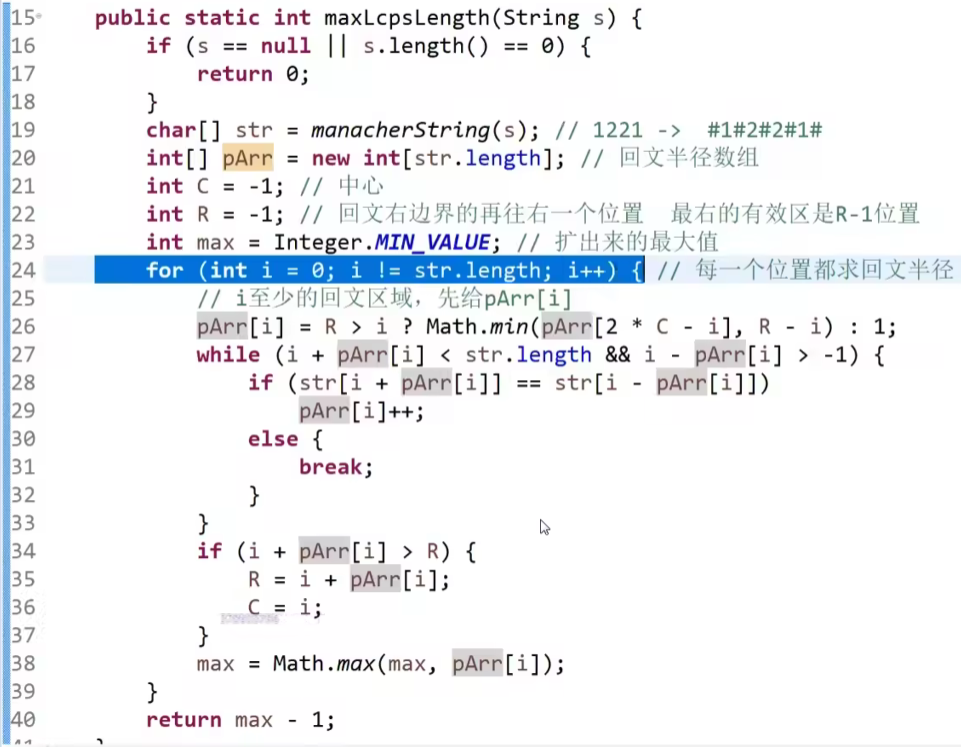 15 public static int maxLcpsLength(String s) {
16 if (s == null || s.length() == 0) {
17 return 0;
18 }
19 char[] str = manacherString(s); // 1221 -> #1#2#2#1#
20 int[] pArr = new int[str.length]; // 回文半径数组
21 int C = -1; // 中心
22 int R = -1; // 回文右边界的再往右一个位置 最右的有效区是R-1位置
23 int max = Integer.MIN_VALUE; // 扩出来的最大值
24 for (int i = 0; i != str.length; i++) { // 每一个位置都求回文半径
25 // i至少的回文区域，先给pArr[i]
26 pArr[i] = R > i ? Math.min(pArr[2 * C - i], R - i) : 1;
27 while (i + pArr[i] < str.length && i - pArr[i] > -1) {
28 if (str[i + pArr[i]] == str[i - pArr[i]])
29 pArr[i]++;
30 else {
31 break;
32 }
33 }
34 if (i + pArr[i] > R) {
35 R = i + pArr[i];
36 C = i;
37 }
38 max = Math.max(max, pArr[i]);
39 }
40 return max - 1;